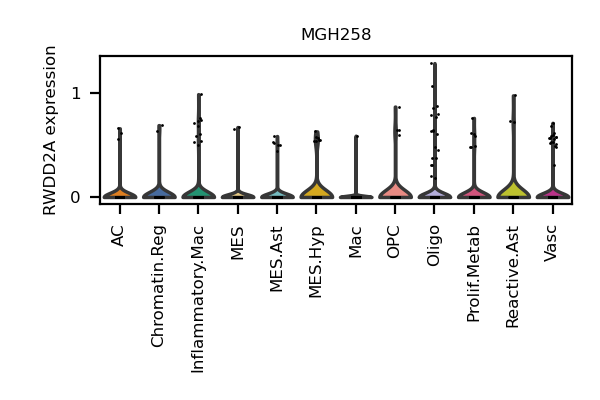 MGH258
RWDD2A expression
1
0
AC
Chromatin.Reg
Inflammatory.Mac
MES
MES.Ast
MES.Hyp
Mac
OPC
Oligo
Prolif.Metab
Reactive.Ast
Vasc